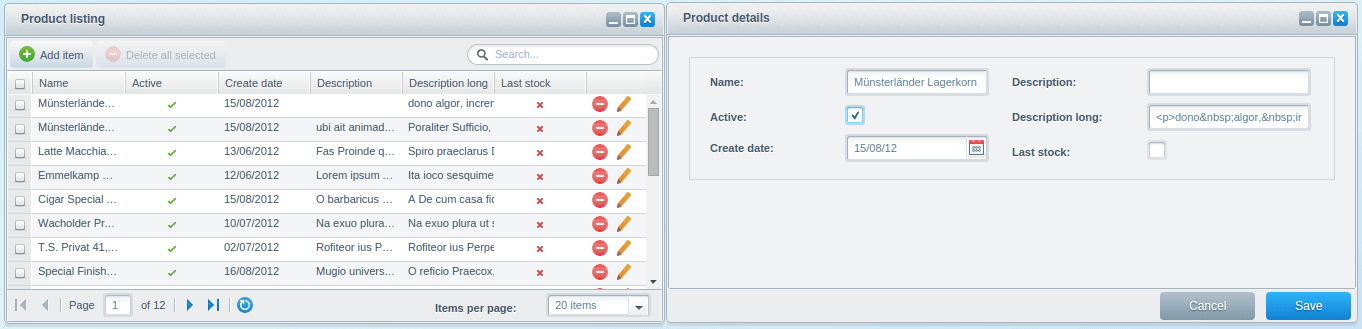 Product listing
Add item Delete all selected Search...
Name Active Create date Description Description long Last stock
Münsterlände... 15/08/2012 dono algor, increm
Münsterlände... 15/08/2012 ubi ait animad... Poraliter Sufficio,
Latte Macchia... 13/06/2012 Fas Proinde q... Spiro praeclarus D
Emmelkamp ... 12/06/2012 Lorem ipsum ... Ita ioco sesquime
Cigar Special ... 15/08/2012 O barbaricus ... A De cum casa fid
Wacholder Pr... 10/07/2012 Na exuo plura... Na exuo plura ut s
T.S. Privat 41,... 02/07/2012 Rofiteor ius P... Rofiteor ius Perpe
Special Finish... 16/08/2012 Mugio univers... O reficio Praecox,
Page 1 of 12 Items per page: 20 items
Product details
Name: Münsterländer Lagerkorn Description:
Active: Description long: <p>dono&nbsp;algor,&nbsp;in
Create date: 15/08/12 Last stock:
Cancel Save